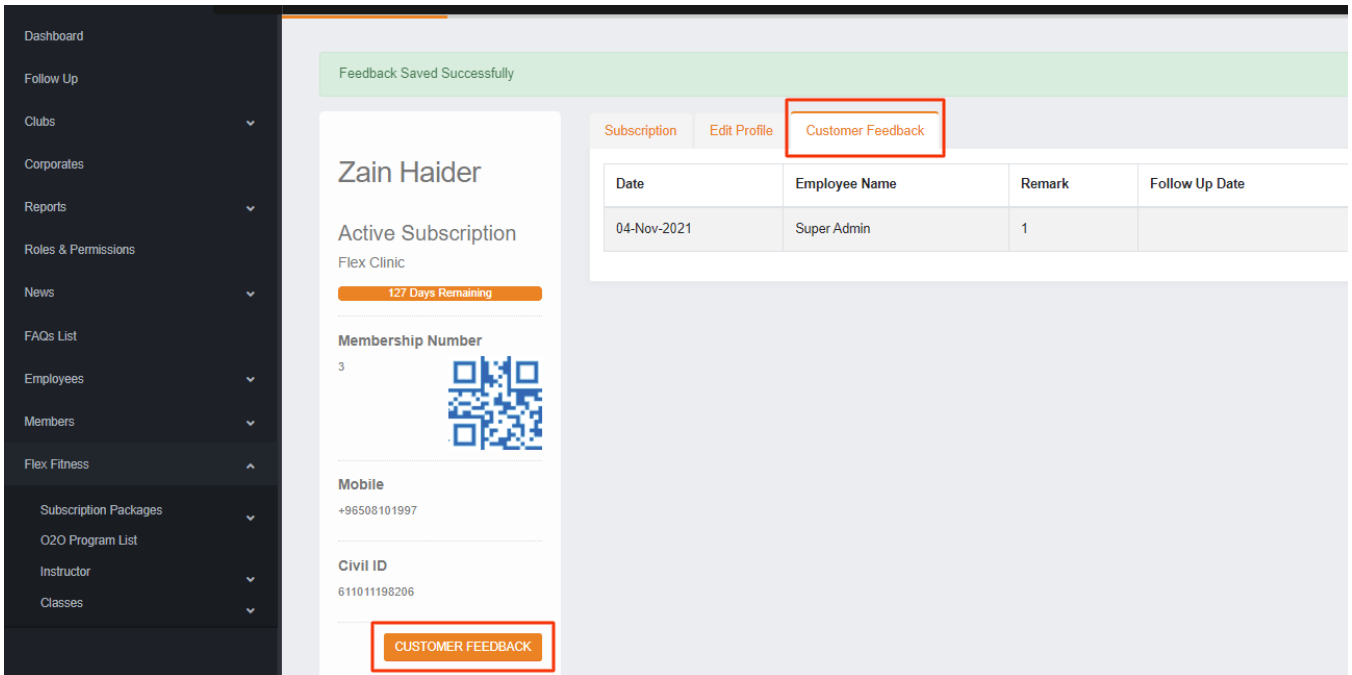 Dashboard
Follow Up
Clubs
Corporates
Reports
Roles & Permissions
News
FAQs List
Employees
Members
Flex Fitness
Subscription Packages
O2O Program List
Instructor
Classes
Feedback Saved Successfully
Zain Haider
Active Subscription
Flex Clinic
127 Days Remaining
Membership Number
3
Mobile
+96508101997
Civil ID
611011198206
CUSTOMER FEEDBACK
Subscription Edit Profile Customer Feedback
Date Employee Name Remark Follow Up Date
04-Nov-2021 Super Admin 1